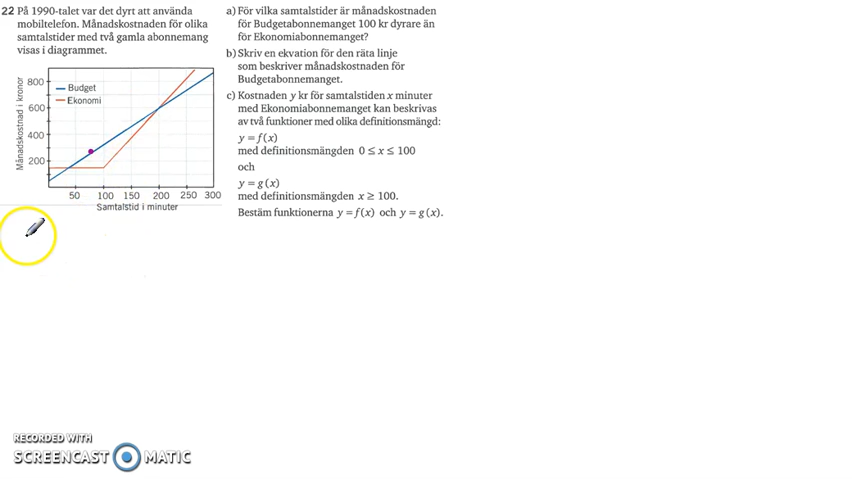 22 På 1990-talet var det dyrt att använda
mobiltelefon. Månadskostnaden för olika
samtalstider med två gamla abonnemang
visas i diagrammet.
Månadskostnad i kronor
800
600
400
200
Budget
Ekonomi
50 100 150 200 250 300
Samtalstid i minuter
a) För vilka samtalstider är månadskostnaden
för Budgetabonnemanget 100 kr dyrare än
för Ekonomiabonnemanget?
b) Skriv en ekvation för den räta linje
som beskriver månadskostnaden för
Budgetabonnemanget.
c) Kostnaden y kr för samtalstiden x minuter
med Ekonomiabonnemanget kan beskrivas
av två funktioner med olika definitionsmängd:
y = f(x)
med definitionsmängden 0 ≤ x ≤ 100
och
y = g(x)
med definitionsmängden x ≥ 100.
Bestäm funktionerna y = f(x) och y = g(x).
RECORDED WITH
SCREENCAST MATIC